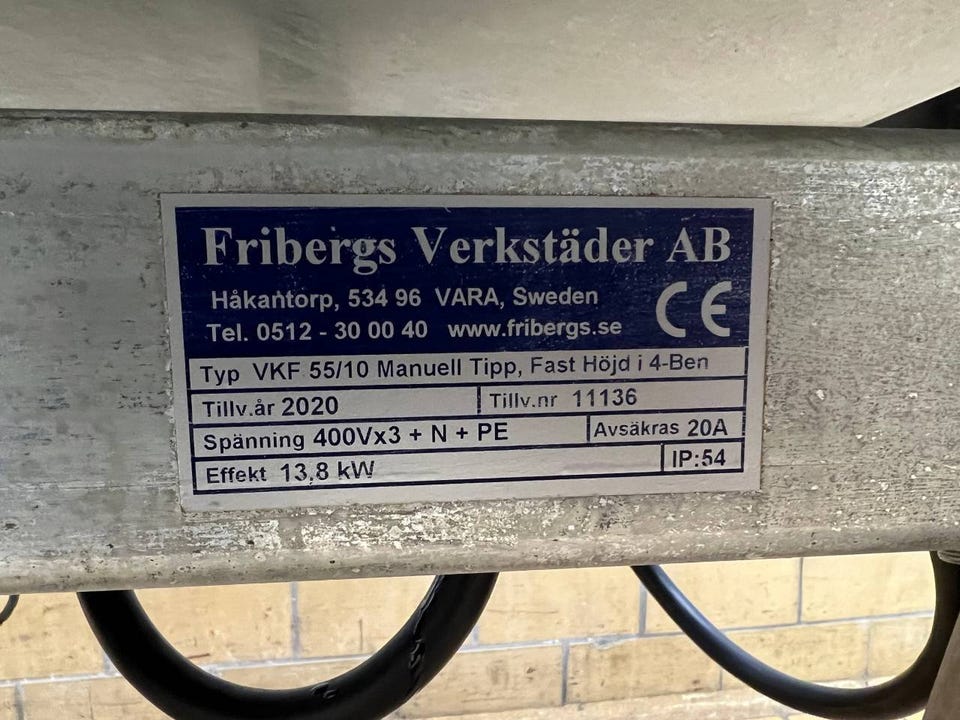 Fribergs Verkstäder AB
Håkantorp, 534 96 VARA, Sweden
Tel. 0512 - 30 00 40 www.fribergs.se
CE
Typ VKF 55/10 Manuell Tipp, Fast Höjd i 4-Ben
Tillv.år 2020 Tillv.nr 11136
Spänning 400Vx3 + N + PE Avsäkras 20A
Effekt 13,8 kW IP:54